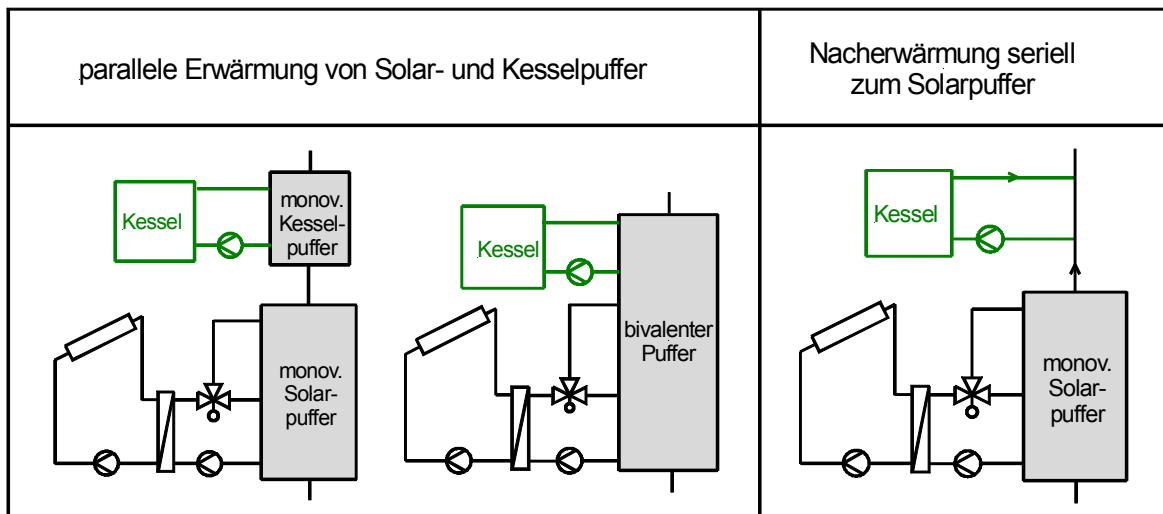 parallele Erwärmung von Solar- und Kesselpuffer
Nacherwärmung seriell
zum Solarpuffer
Kessel
monov.
Kessel-
puffer
monov.
Solar-
puffer
Kessel
bivalenter
Puffer
Kessel
monov.
Solar-
puffer